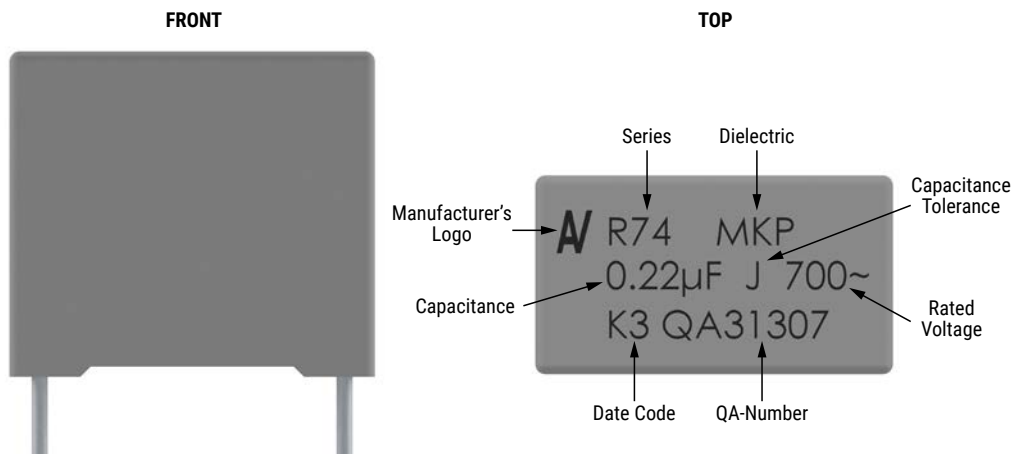 FRONT
TOP
Series
Dielectric
Capacitance
Tolerance
Manufacturer's
Logo
R74 MKP
0.22µF J 700~
K3 QA31307
Capacitance
Rated
Voltage
Date Code
QA-Number